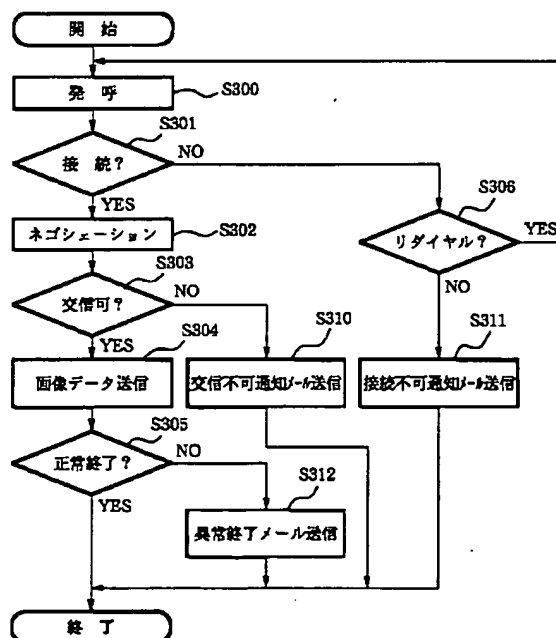 開 始
発 呼
S300
接 続?
S301
NO
YES
ネゴシェーション
S302
リダイヤル?
S306
YES
NO
交信可?
S303
NO
YES
画像データ送信
S304
交信不可通知メール送信
S310
接続不可通知メール送信
S311
正常終了?
S305
NO
YES
異常終了メール送信
S312
終 了